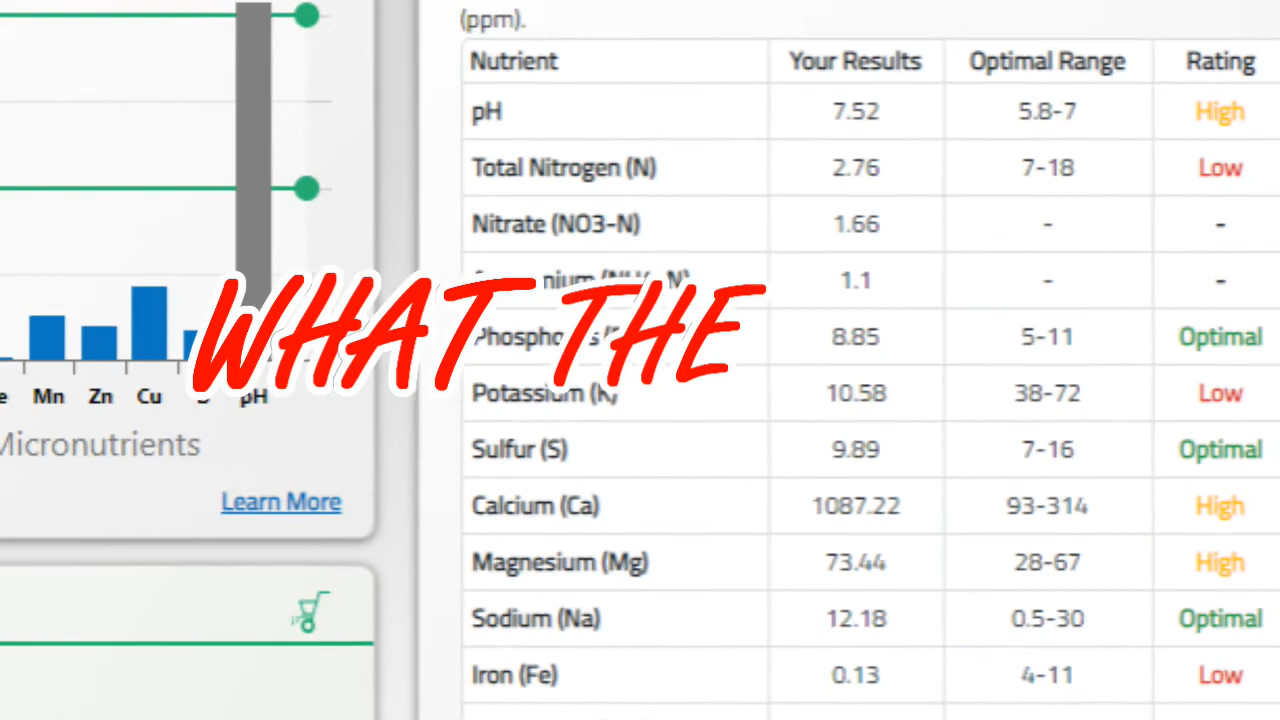 (ppm).
Nutrient Your Results Optimal Range Rating
pH 7.52 5.8-7 High
Total Nitrogen (N) 2.76 7-18 Low
Nitrate (NO3-N) 1.66 - -
1.1 - -
WHAT THE
8.85 5-11 Optimal
Potassium (K) 10.58 38-72 Low
Sulfur (S) 9.89 7-16 Optimal
Calcium (Ca) 1087.22 93-314 High
Magnesium (Mg) 73.44 28-67 High
Sodium (Na) 12.18 0.5-30 Optimal
Iron (Fe) 0.13 4-11 Low
Mn Zn Cu pH
Micronutrients
Learn More